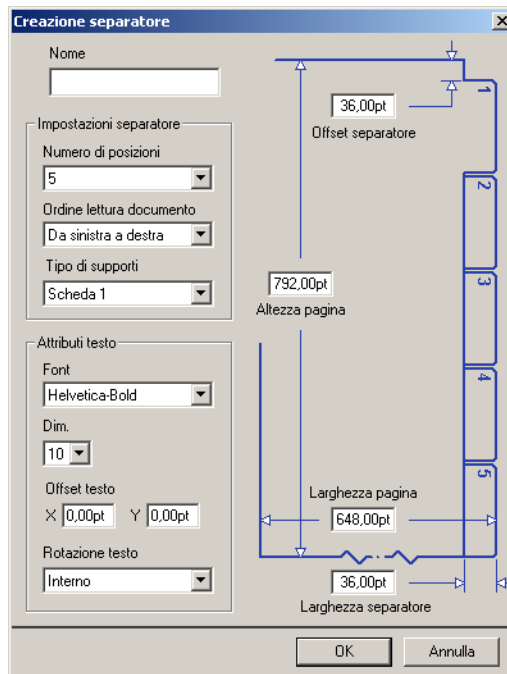 Creazione separatore
Nome
Impostazioni separatore
Numero di posizioni
5
Ordine lettura documento
Da sinistra a destra
Tipo di supporti
Scheda 1
Attributi testo
Font
Helvetica-Bold
Dim.
10
Offset testo
X 0,00pt Y 0,00pt
Rotazione testo
Interno
36,00pt
Offset separatore
792,00pt
Altezza pagina
1
2
3
4
5
Larghezza pagina
648,00pt
36,00pt
Larghezza separatore
OK Annulla